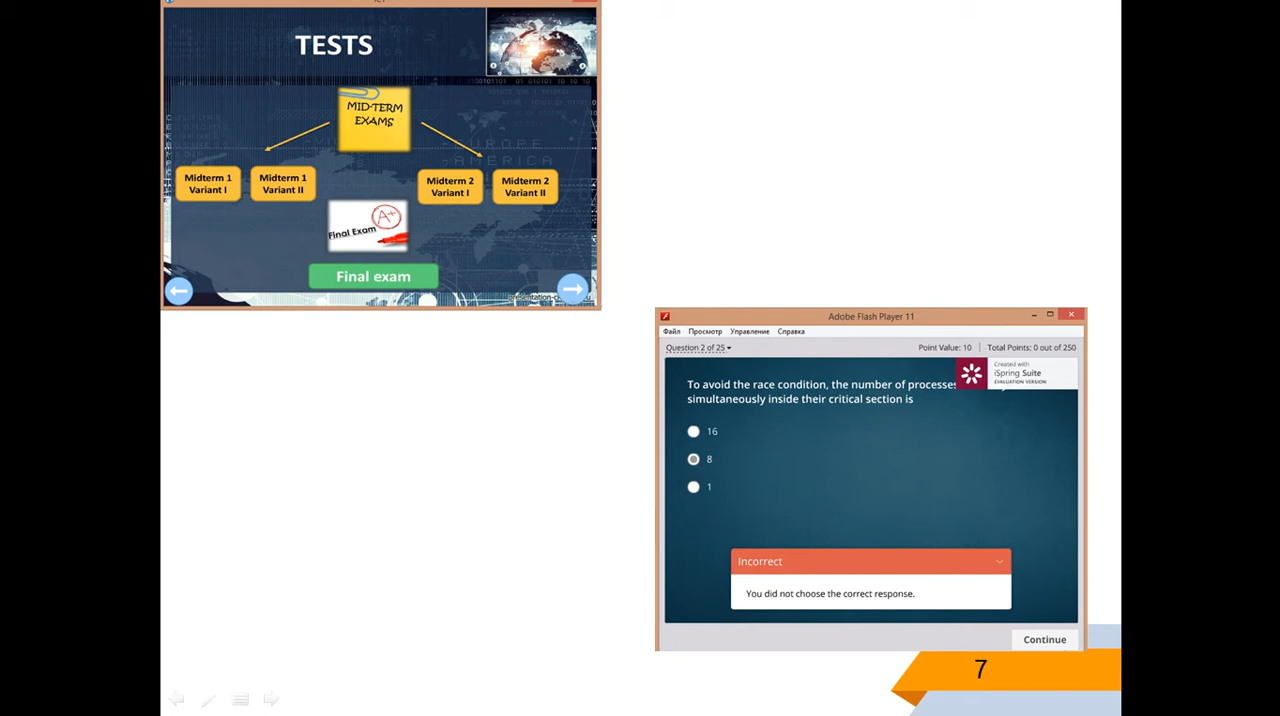 TESTS
MID-TERM
EXAMS
Midterm 1
Variant I
Midterm 1
Variant II
Midterm 2
Variant I
Midterm 2
Variant II
EUROPE
AMERICA
A+
Final Exam
Final exam
Adobe Flash Player 11
Файл Просмотр Управление Справка
Question 2 of 25
Point Value: 10 | Total Points: 0 out of 250
Created with
iSpring Suite
EVALUATION VERSION
To avoid the race condition, the number of processes
simultaneously inside their critical section is
16
8
1
Incorrect
You did not choose the correct response.
Continue
7